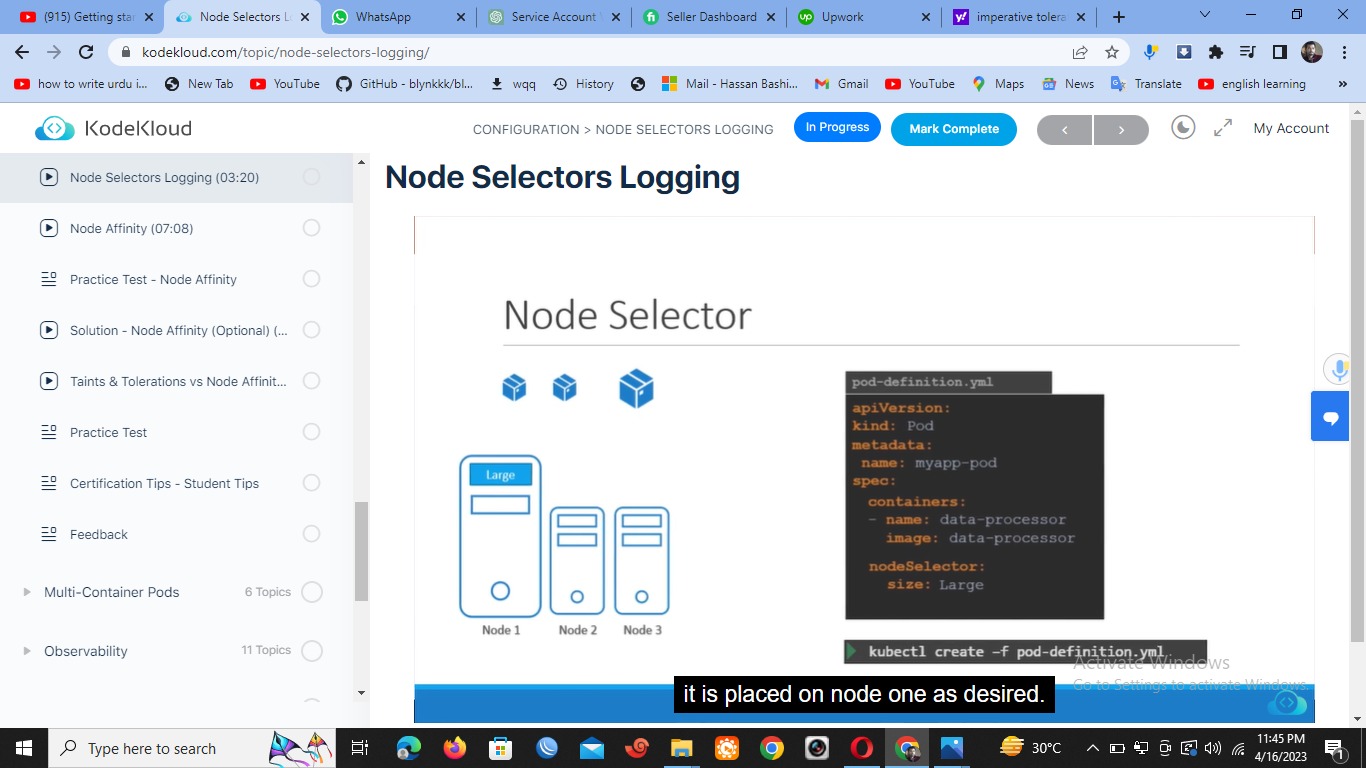 (915) Getting star
Node Selectors L
WhatsApp
Service Account
Seller Dashboard
Upwork
imperative tolera
kodekloud.com/topic/node-selectors-logging/
how to write urdu i...
New Tab
YouTube
GitHub - blynkkk/bl...
wqq
History
Mail - Hassan Bashi...
Gmail
YouTube
Maps
News
Translate
english learning
»
KodeKloud
CONFIGURATION > NODE SELECTORS LOGGING
In Progress
Mark Complete
My Account
Node Selectors Logging (03:20)
Node Affinity (07:08)
Practice Test - Node Affinity
Solution - Node Affinity (Optional) (...
Taints & Tolerations vs Node Affinit...
Practice Test
Certification Tips - Student Tips
Feedback
Multi-Container Pods 6 Topics
Observability 11 Topics
Node Selectors Logging
Node Selector
Large
Node 1
Node 2
Node 3
pod-definition.yml
apiVersion:
kind: Pod
metadata:
name: myapp-pod
spec:
containers:
- name: data-processor
image: data-processor
nodeSelector:
size: Large
kubectl create –f pod-definition.yml
Activate Windows
Go to Settings to activate Windows.
it is placed on node one as desired.
Type here to search
30°C
11:45 PM
4/16/2023
1